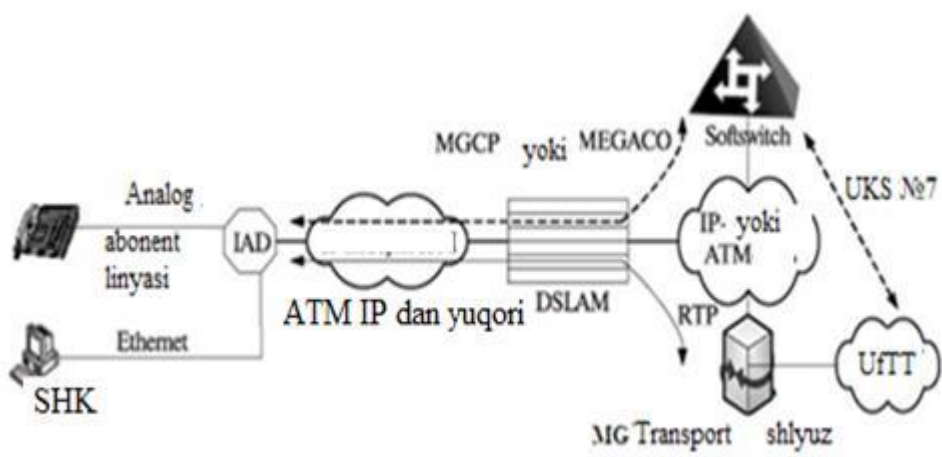 Softswitch
MGCP yoki MEGACO
UKS №7
Analog
abonent
linyasi
IAD
IP- yoki
ATM
ATM IP dan yuqori
DSLAM
RTP
Ethernet
SHK
UfTT
MG Transport shlyuz